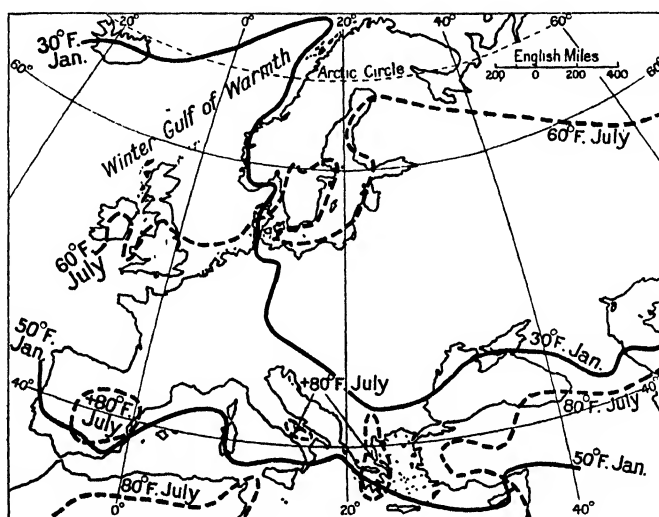 20° 0° 20° 40° 60°
30°F.
Jan.
Arctic Circle
English Miles
200 0 200 400
60° 60°
Winter Gulf of Warmth
60°F. July
60°F.
July
50°F.
Jan.
30°F. Jan.
40° 40°
+80°F.
July
+80°F. July
80°F. July
50°F. Jan.
80°F. July
0° 20° 40°